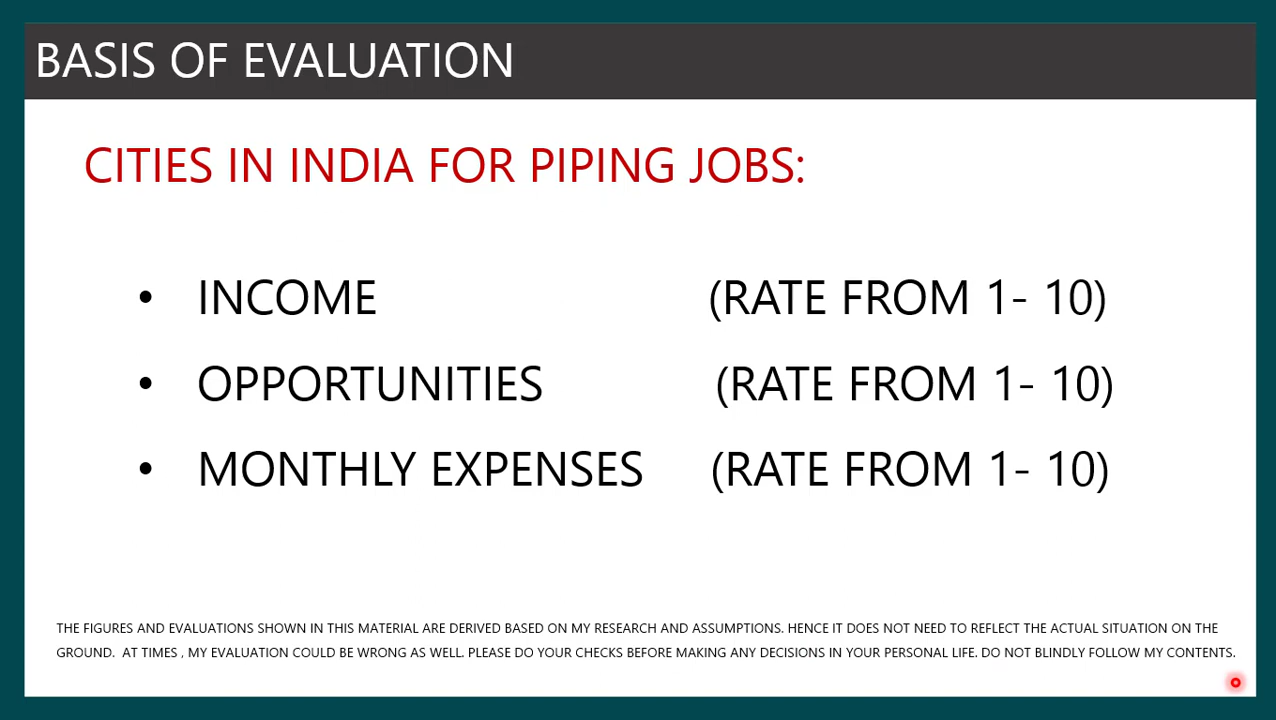 BASIS OF EVALUATION
CITIES IN INDIA FOR PIPING JOBS:
• INCOME (RATE FROM 1- 10)
• OPPORTUNITIES (RATE FROM 1- 10)
• MONTHLY EXPENSES (RATE FROM 1- 10)
THE FIGURES AND EVALUATIONS SHOWN IN THIS MATERIAL ARE DERIVED BASED ON MY RESEARCH AND ASSUMPTIONS. HENCE IT DOES NOT NEED TO REFLECT THE ACTUAL SITUATION ON THE
GROUND. AT TIMES , MY EVALUATION COULD BE WRONG AS WELL. PLEASE DO YOUR CHECKS BEFORE MAKING ANY DECISIONS IN YOUR PERSONAL LIFE. DO NOT BLINDLY FOLLOW MY CONTENTS.